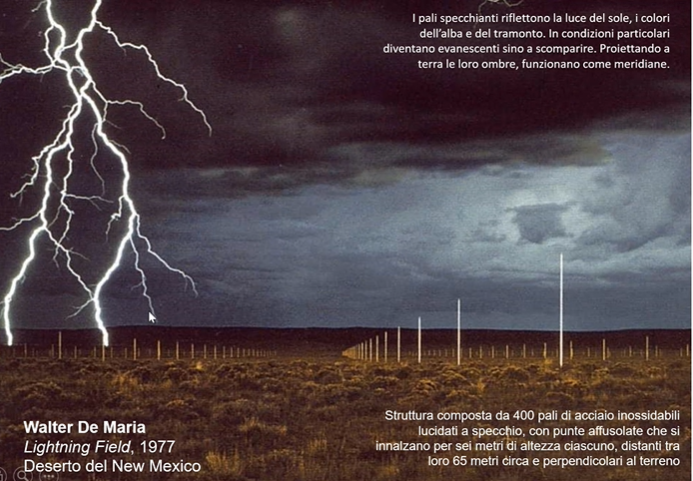 I pali specchianti riflettono la luce del sole, i colori
dell'alba e del tramonto. In condizioni particolari
diventano evanescenti sino a scomparire. Proiettando a
terra le loro ombre, funzionano come meridiane.
Walter De Maria
Lightning Field, 1977
Deserto del New Mexico
Struttura composta da 400 pali di acciaio inossidabili
lucidati a specchio, con punte affusolate che si
innalzano per sei metri di altezza ciascuno, distanti tra
loro 65 metri circa e perpendicolari al terreno